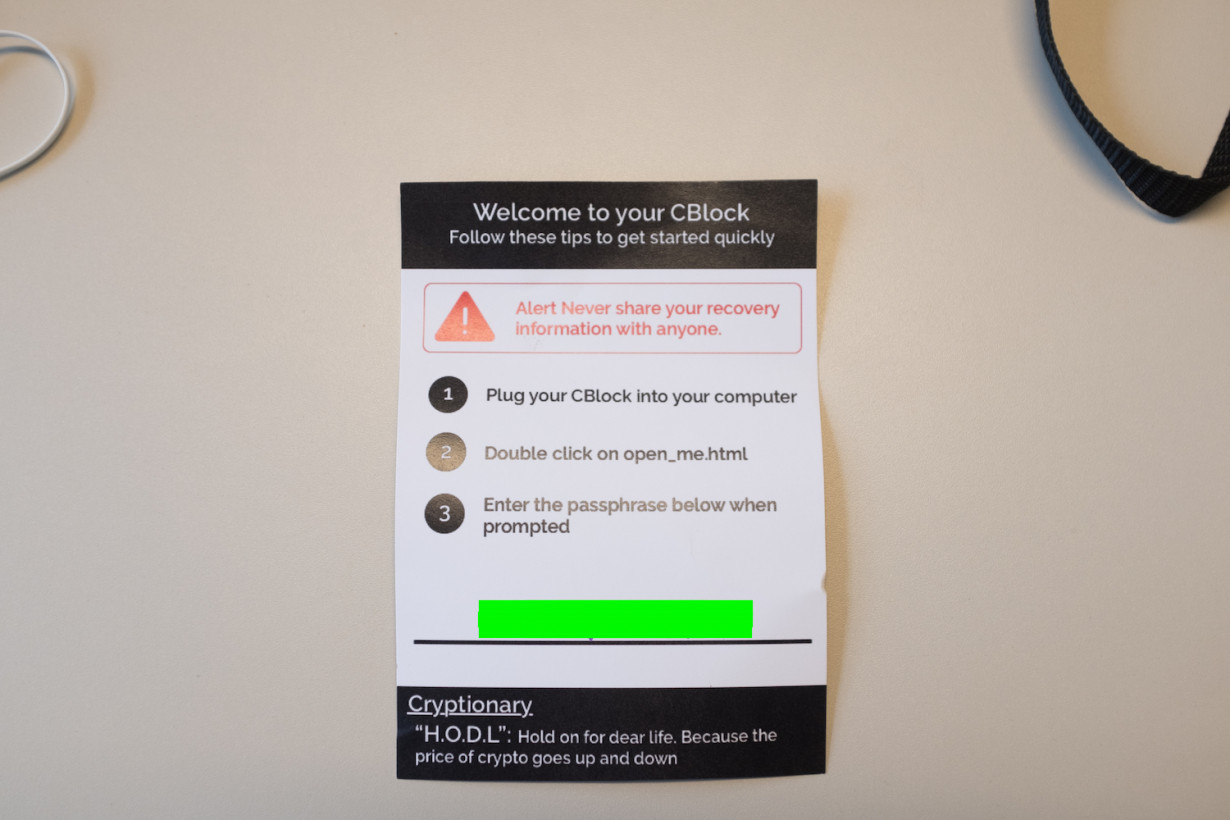 Welcome to your CBlock
Follow these tips to get started quickly
Alert Never share your recovery
information with anyone.
1 Plug your CBlock into your computer
2 Double click on open_me.html
3 Enter the passphrase below when
prompted
Cryptionary
“H.O.D.L”: Hold on for dear life. Because the
price of crypto goes up and down